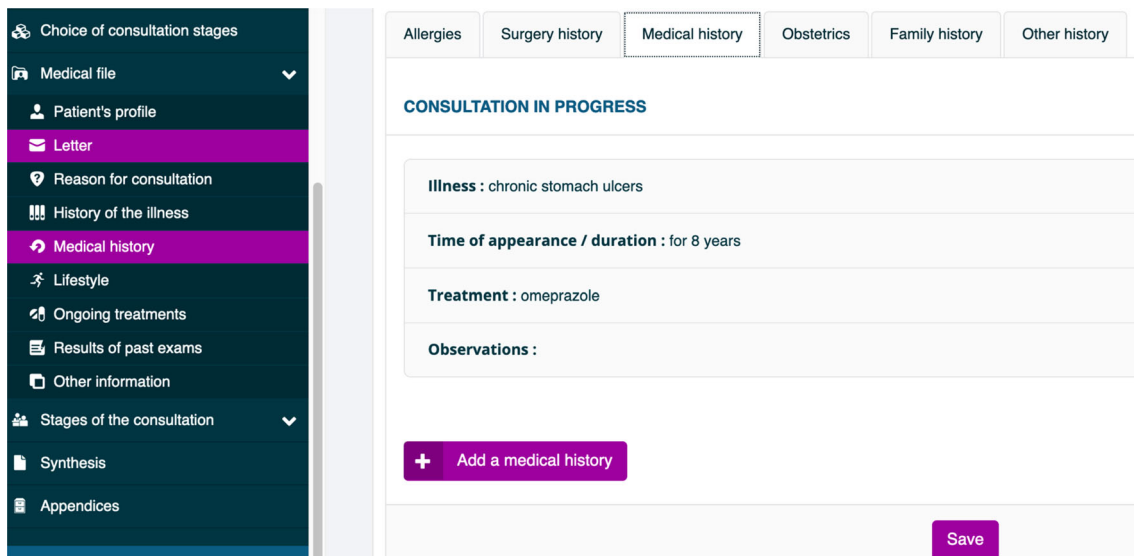 Choice of consultation stages
Medical file
Patient's profile
Letter
Reason for consultation
History of the illness
Medical history
Lifestyle
Ongoing treatments
Results of past exams
Other information
Stages of the consultation
Synthesis
Appendices
Allergies Surgery history Medical history Obstetrics Family history Other history
CONSULTATION IN PROGRESS
Illness : chronic stomach ulcers
Time of appearance / duration : for 8 years
Treatment : omeprazole
Observations :
+ Add a medical history
Save